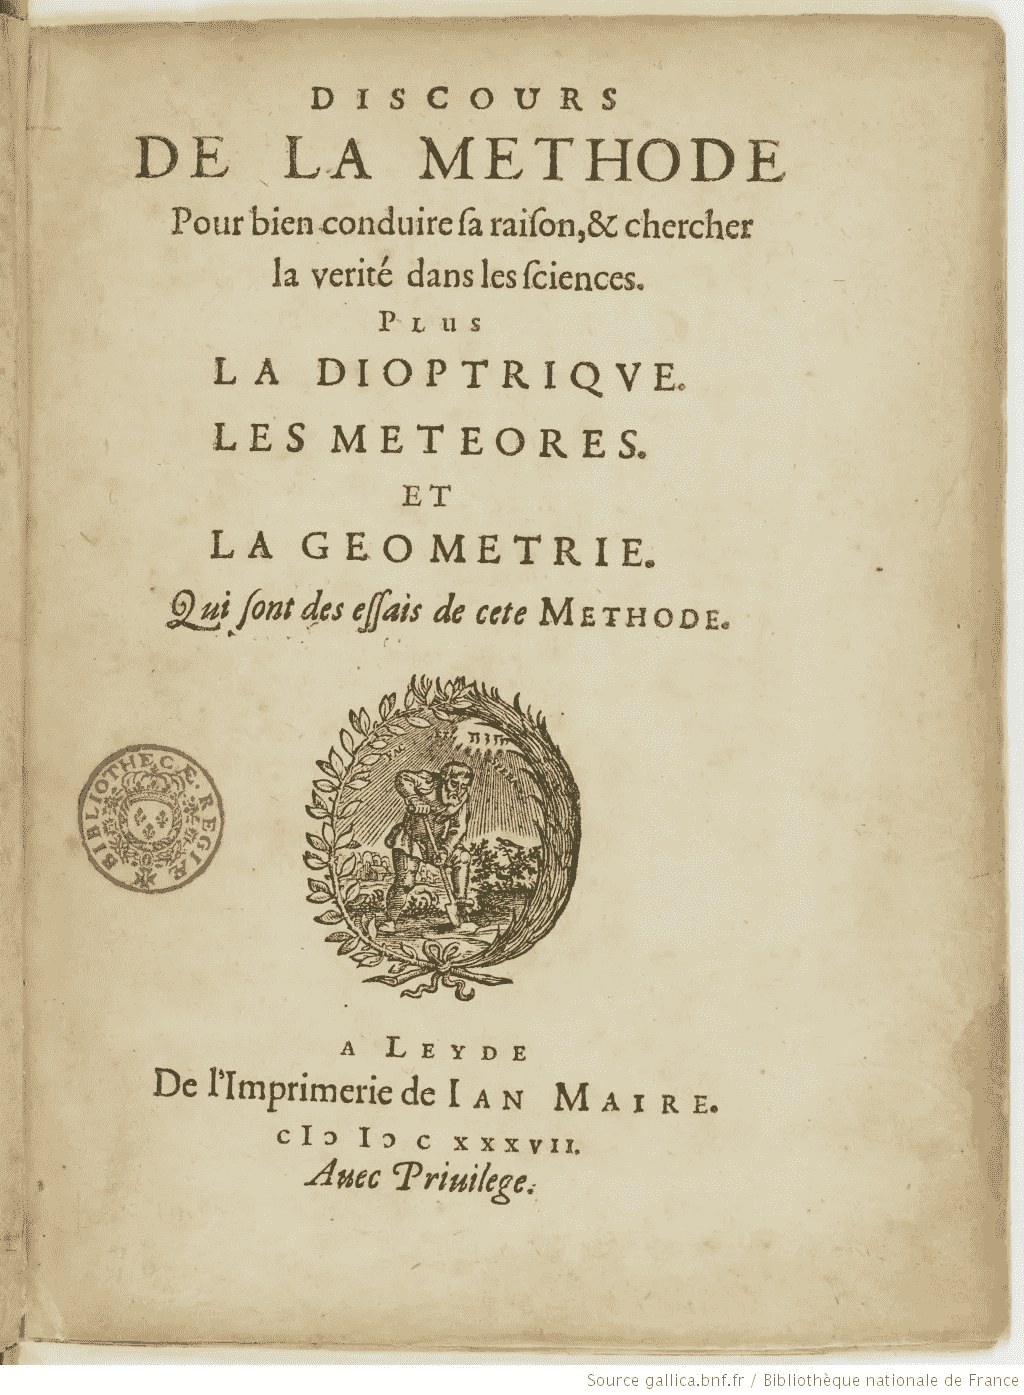 DISCOURS
DE LA METHODE
Pour bien conduire ſa raiſon, & chercher
la verité dans les ſciences.
PLUS
LA DIOPTRIQVE.
LES METEORES.
ET
LA GEOMETRIE.
Qui ſont des eſſais de cete METHODE.
BIBLIOTHECÆ REGIÆ
A LEYDE
De l'Imprimerie de IAN MAIRE.
cIↄ Iↄ c xxxvii.
Auec Priuilege.
Source gallica.bnf.fr / Bibliothèque nationale de France